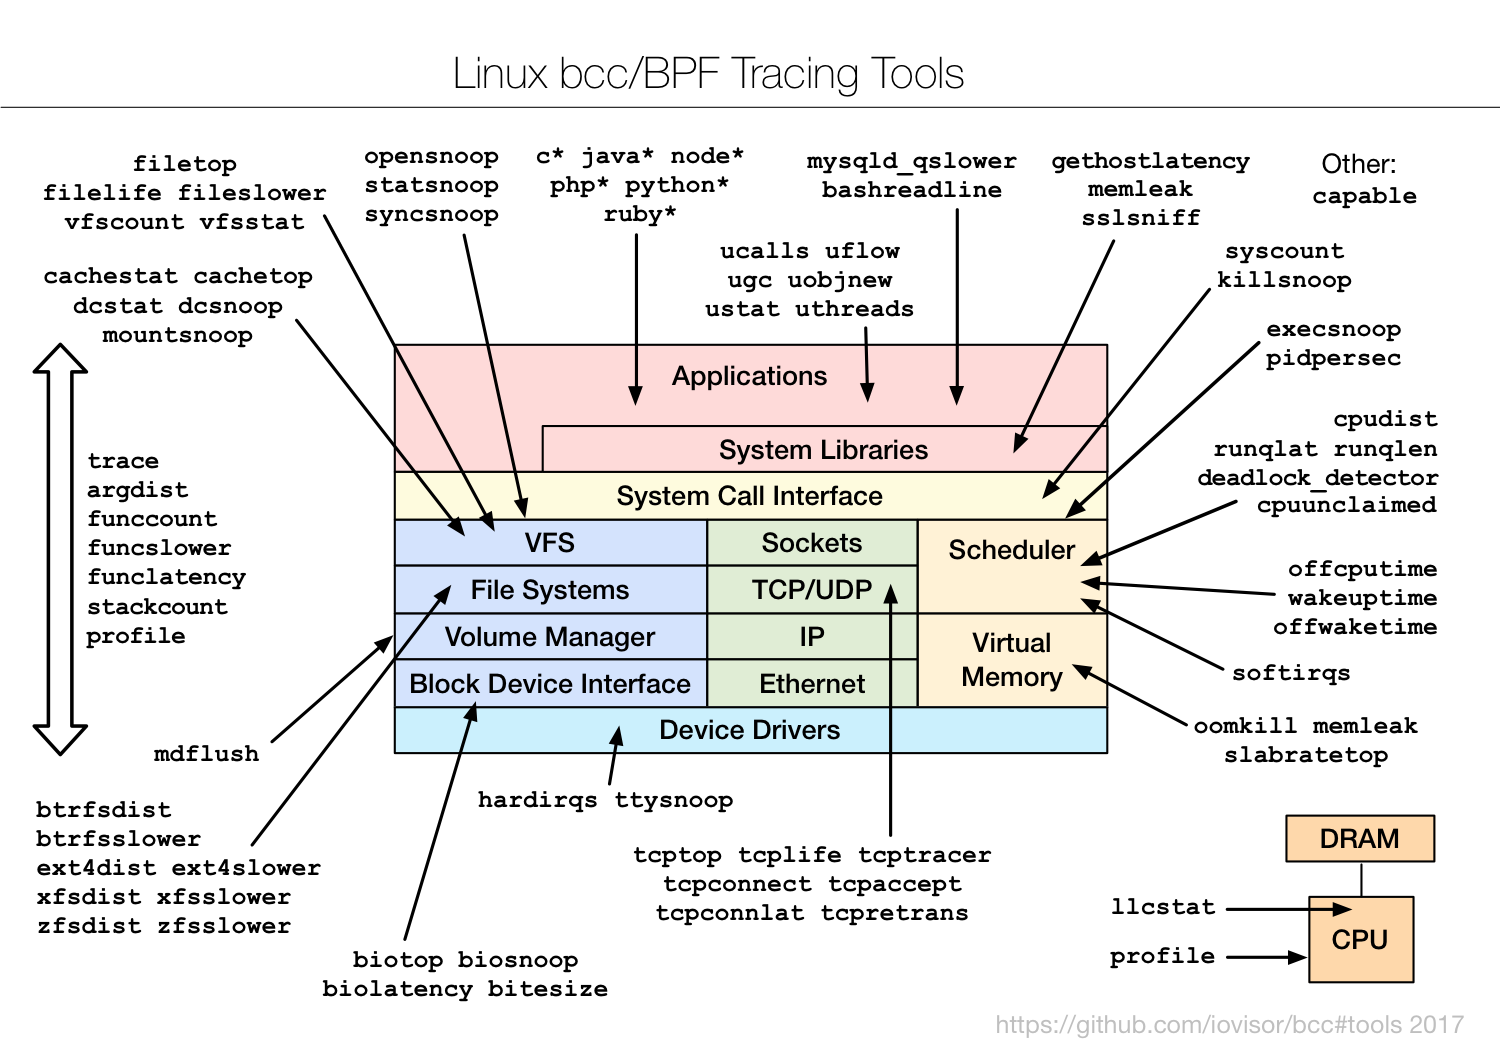 Linux bcc/BPF Tracing Tools
filetop
filelife fileslower
vfscount vfsstat
opensnoop
statsnoop
syncsnoop
c* java* node*
php* python*
ruby*
mysqld_qslower
bashreadline
gethostlatency
memleak
sslsniff
Other:
capable
cachestat cachetop
dcstat dcsnoop
mountsnoop
ucalls uflow
ugc uobjnew
ustat uthreads
syscount
killsnoop
execsnoop
pidpersec
Applications
System Libraries
System Call Interface
VFS
Sockets
Scheduler
File Systems
TCP/UDP
Volume Manager
IP
Virtual
Memory
Block Device Interface
Ethernet
Device Drivers
cpudist
runqlat runqlen
deadlock_detector
cpuunclaimed
offcputime
wakeuptime
offwaketime
softirqs
oomkill memleak
slabratetop
trace
argdist
funccount
funcslower
funclatency
stackcount
profile
mdflush
btrfsdist
btrfsslower
ext4dist ext4slower
xfsdist xfsslower
zfsdist zfsslower
hardirqs ttysnoop
biotop biosnoop
biolatency bitesize
tcptop tcplife tcptracer
tcpconnect tcpaccept
tcpconnlat tcpretrans
DRAM
llcstat
CPU
profile
https://github.com/iovisor/bcc#tools 2017